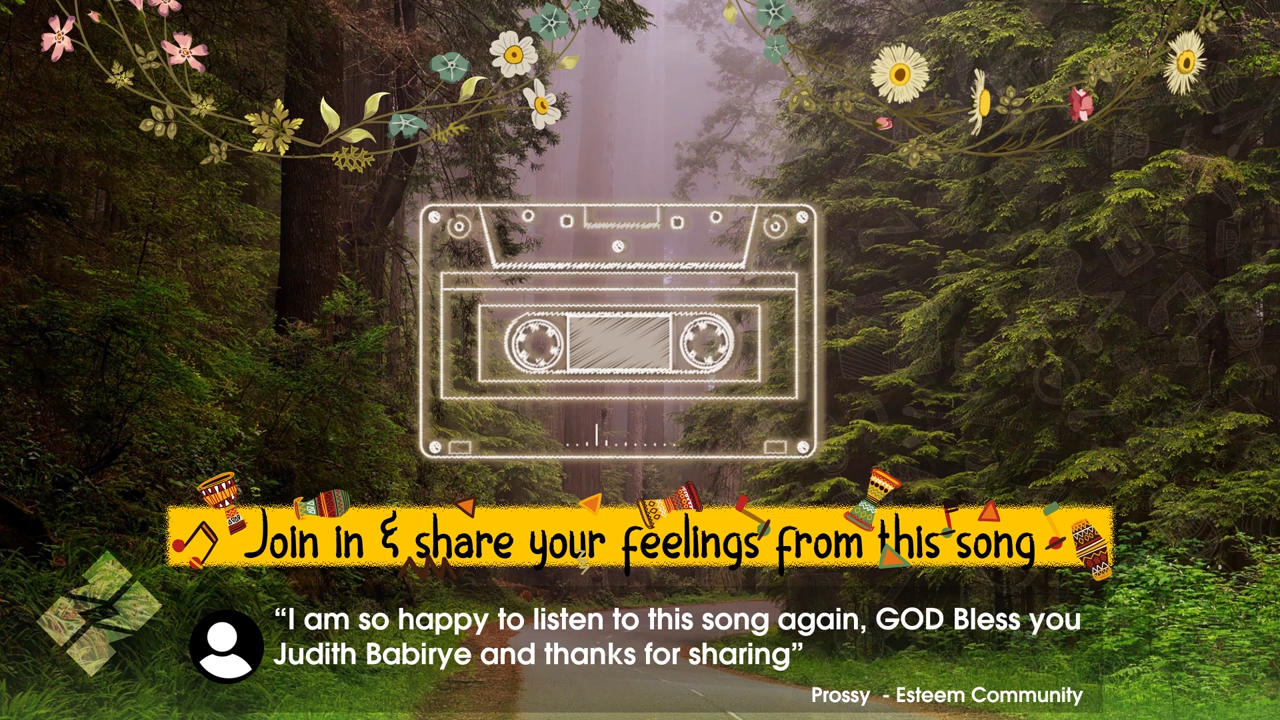 Join in & share your feelings from this song
“I am so happy to listen to this song again, GOD Bless you
Judith Babirye and thanks for sharing”
Prossy - Esteem Community